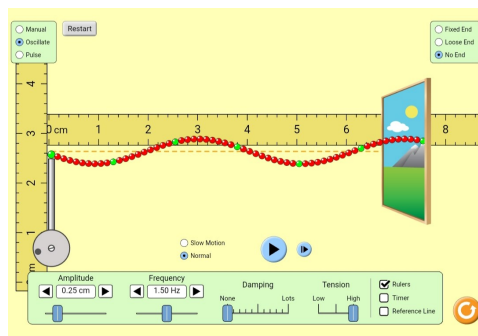 Manual
Oscillate
Pulse
Restart
Fixed End
Loose End
No End
4
3
2
1
0 cm 1 2 3 4 5 6 7 8
Slow Motion
Normal
Amplitude
0.25 cm
Frequency
1.50 Hz
Damping
None
Lots
Tension
Low
High
Rulers
Timer
Reference Line